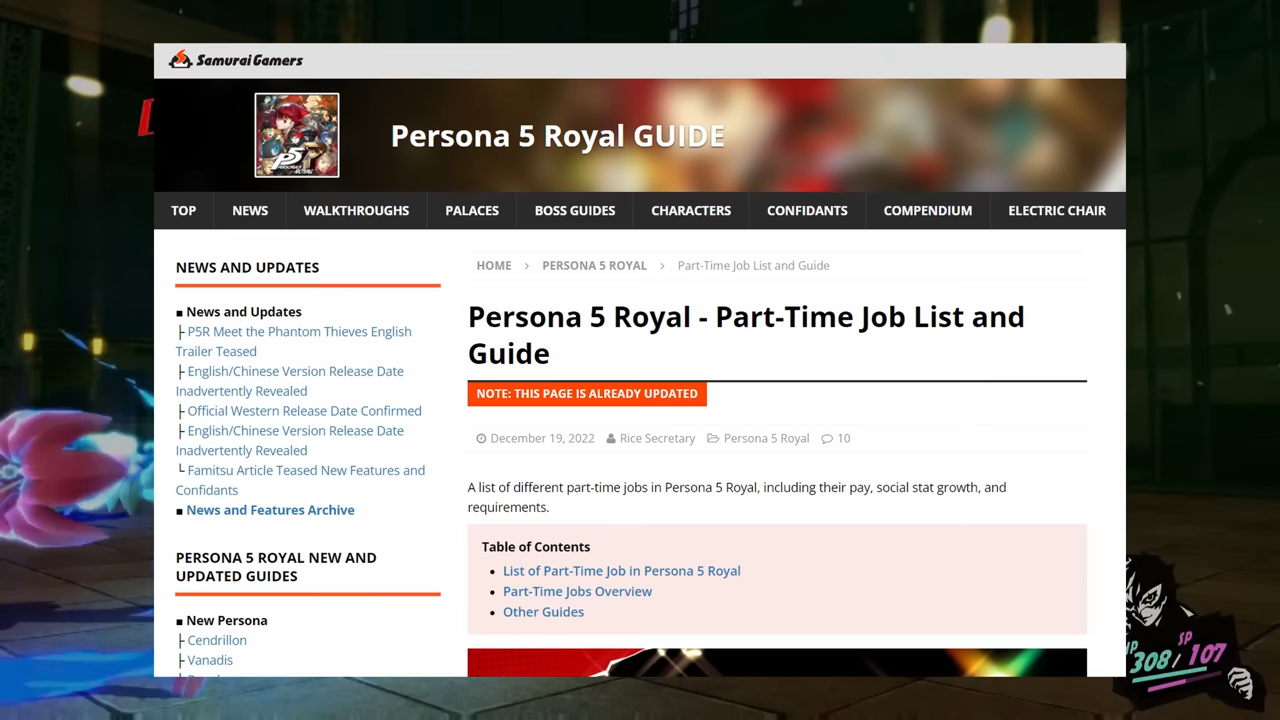 Samurai Gamers
P5
ROYAL
Persona 5 Royal GUIDE
TOP NEWS WALKTHROUGHS PALACES BOSS GUIDES CHARACTERS CONFIDANTS COMPENDIUM ELECTRIC CHAIR
NEWS AND UPDATES
■ News and Updates
├ P5R Meet the Phantom Thieves English
Trailer Teased
├ English/Chinese Version Release Date
Inadvertently Revealed
├ Official Western Release Date Confirmed
├ English/Chinese Version Release Date
Inadvertently Revealed
└ Famitsu Article Teased New Features and
Confidants
■ News and Features Archive
PERSONA 5 ROYAL NEW AND
UPDATED GUIDES
■ New Persona
├ Cendrillon
├ Vanadis
HOME › PERSONA 5 ROYAL › Part-Time Job List and Guide
Persona 5 Royal - Part-Time Job List and
Guide
NOTE: THIS PAGE IS ALREADY UPDATED
December 19, 2022 Rice Secretary Persona 5 Royal 10
A list of different part-time jobs in Persona 5 Royal, including their pay, social stat growth, and
requirements.
Table of Contents
• List of Part-Time Job in Persona 5 Royal
• Part-Time Jobs Overview
• Other Guides
HP SP
308/107